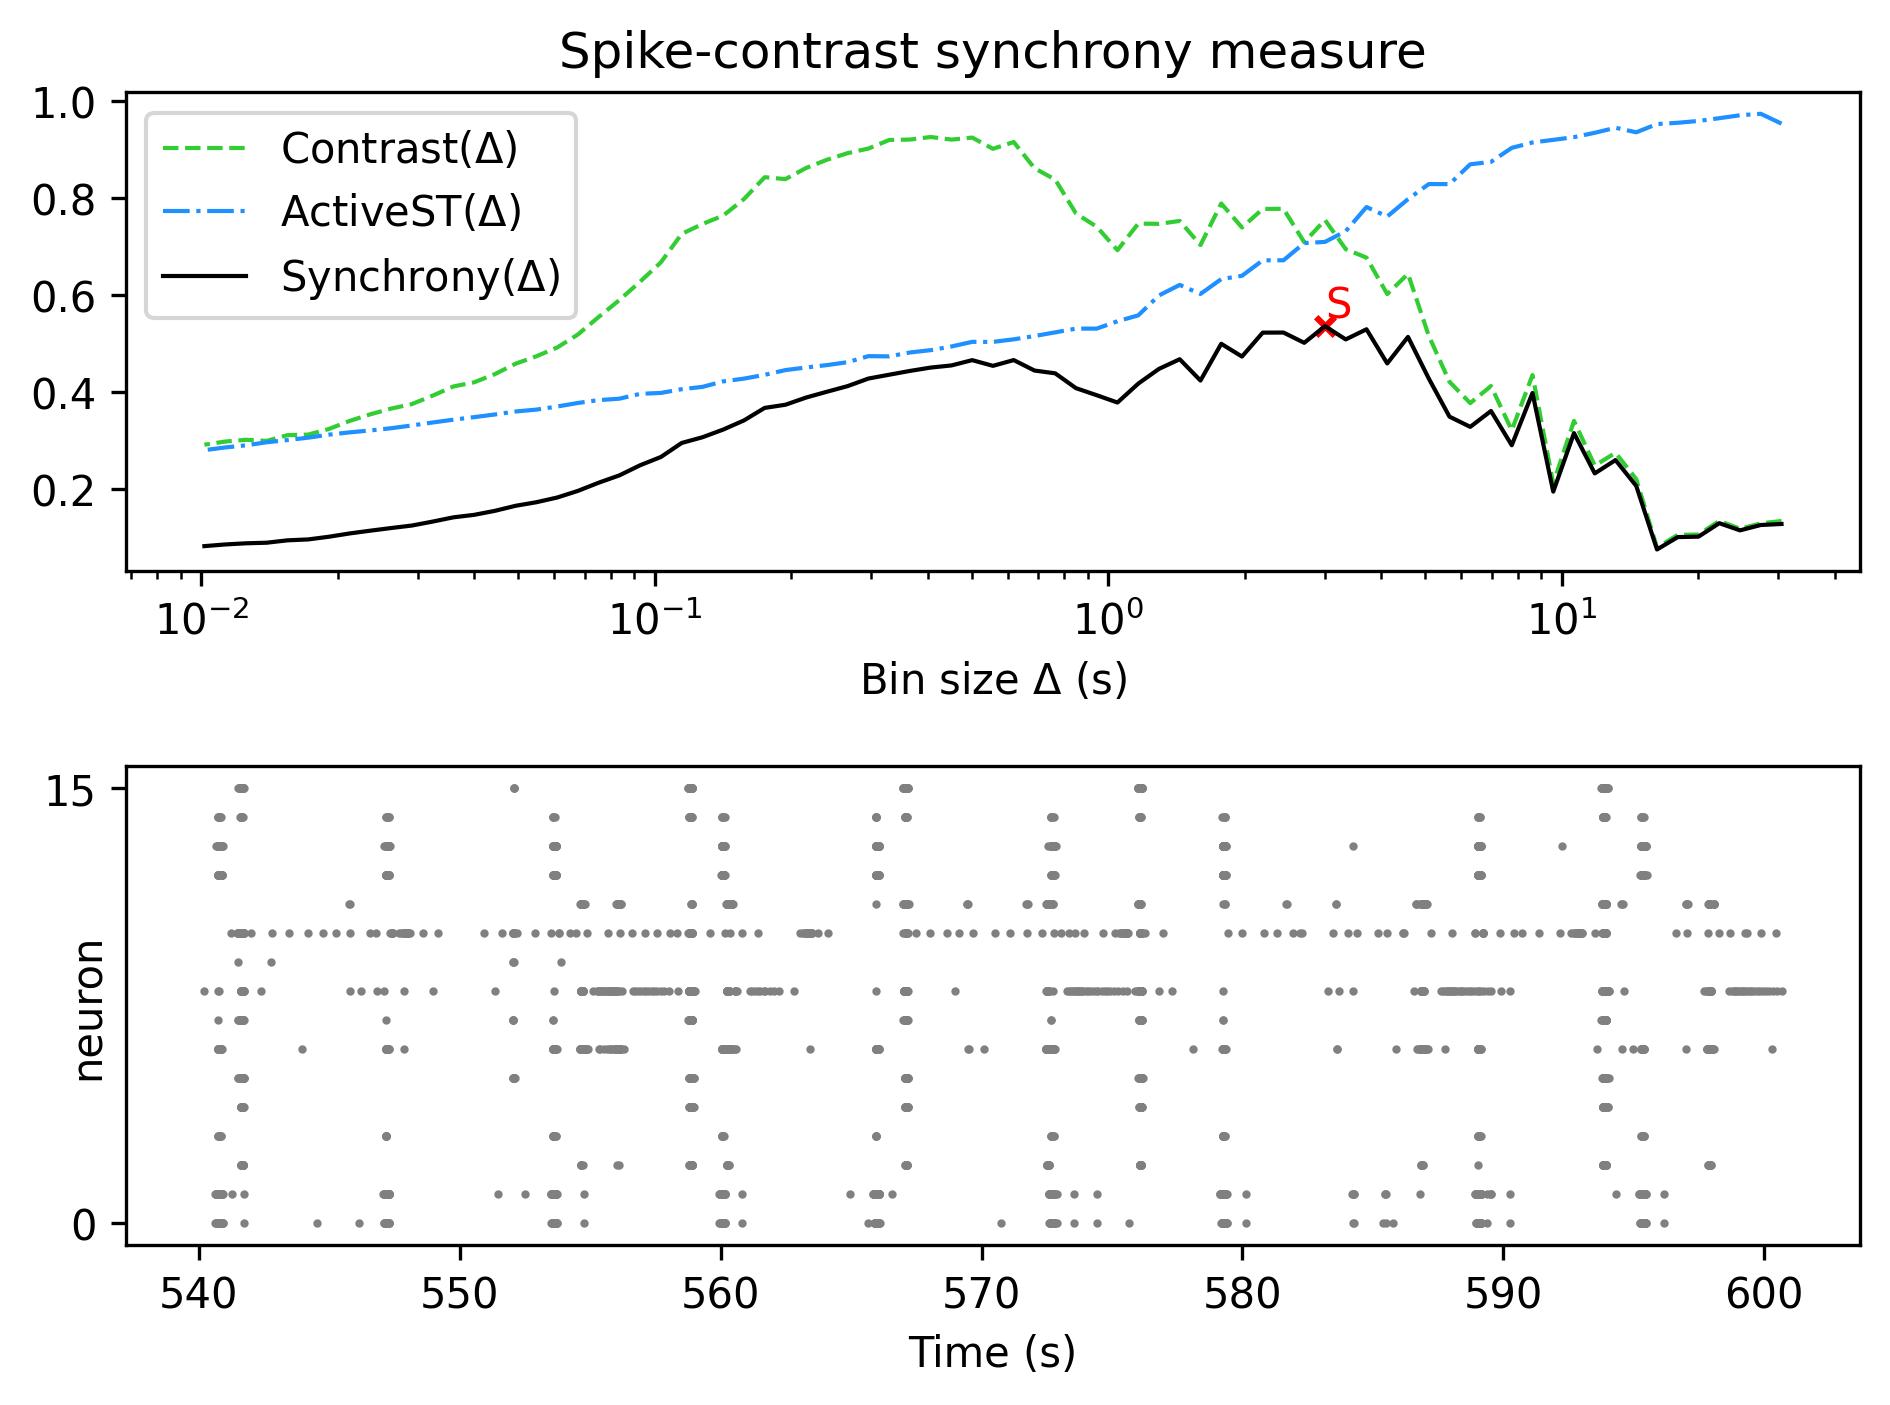 Spike-contrast synchrony measure
1.0
0.8
0.6
0.4
0.2
Contrast(Δ)
ActiveST(Δ)
Synchrony(Δ)
S
10⁻² 10⁻¹ 10⁰ 10¹
Bin size Δ (s)
15
0
neuron
540 550 560 570 580 590 600
Time (s)